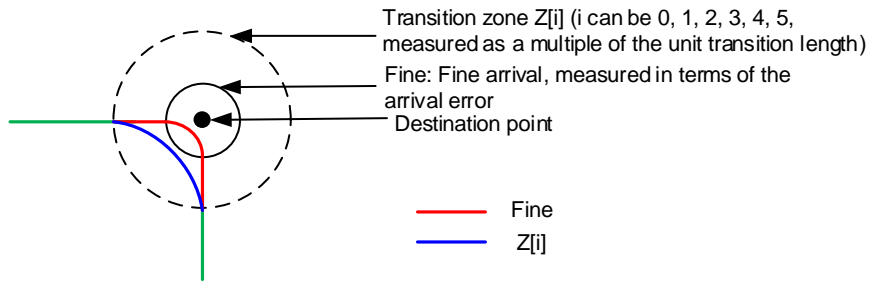 Transition zone Z[i] (i can be 0, 1, 2, 3, 4, 5,
measured as a multiple of the unit transition length)
Fine: Fine arrival, measured in terms of the
arrival error
Destination point
Fine
Z[i]